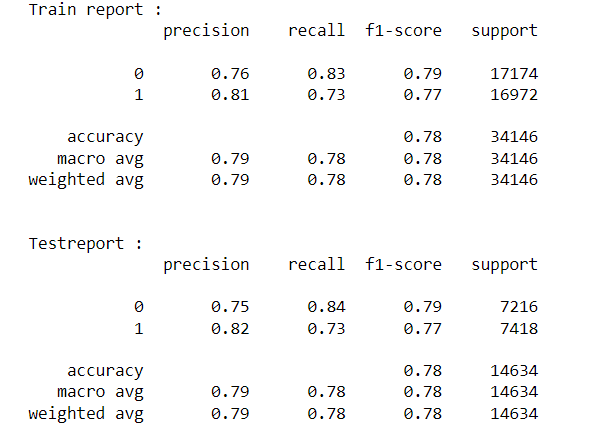 Train report :
precision recall f1-score support
0 0.76 0.83 0.79 17174
1 0.81 0.73 0.77 16972
accuracy 0.78 34146
macro avg 0.79 0.78 0.78 34146
weighted avg 0.79 0.78 0.78 34146
Testreport :
precision recall f1-score support
0 0.75 0.84 0.79 7216
1 0.82 0.73 0.77 7418
accuracy 0.78 14634
macro avg 0.79 0.78 0.78 14634
weighted avg 0.79 0.78 0.78 14634